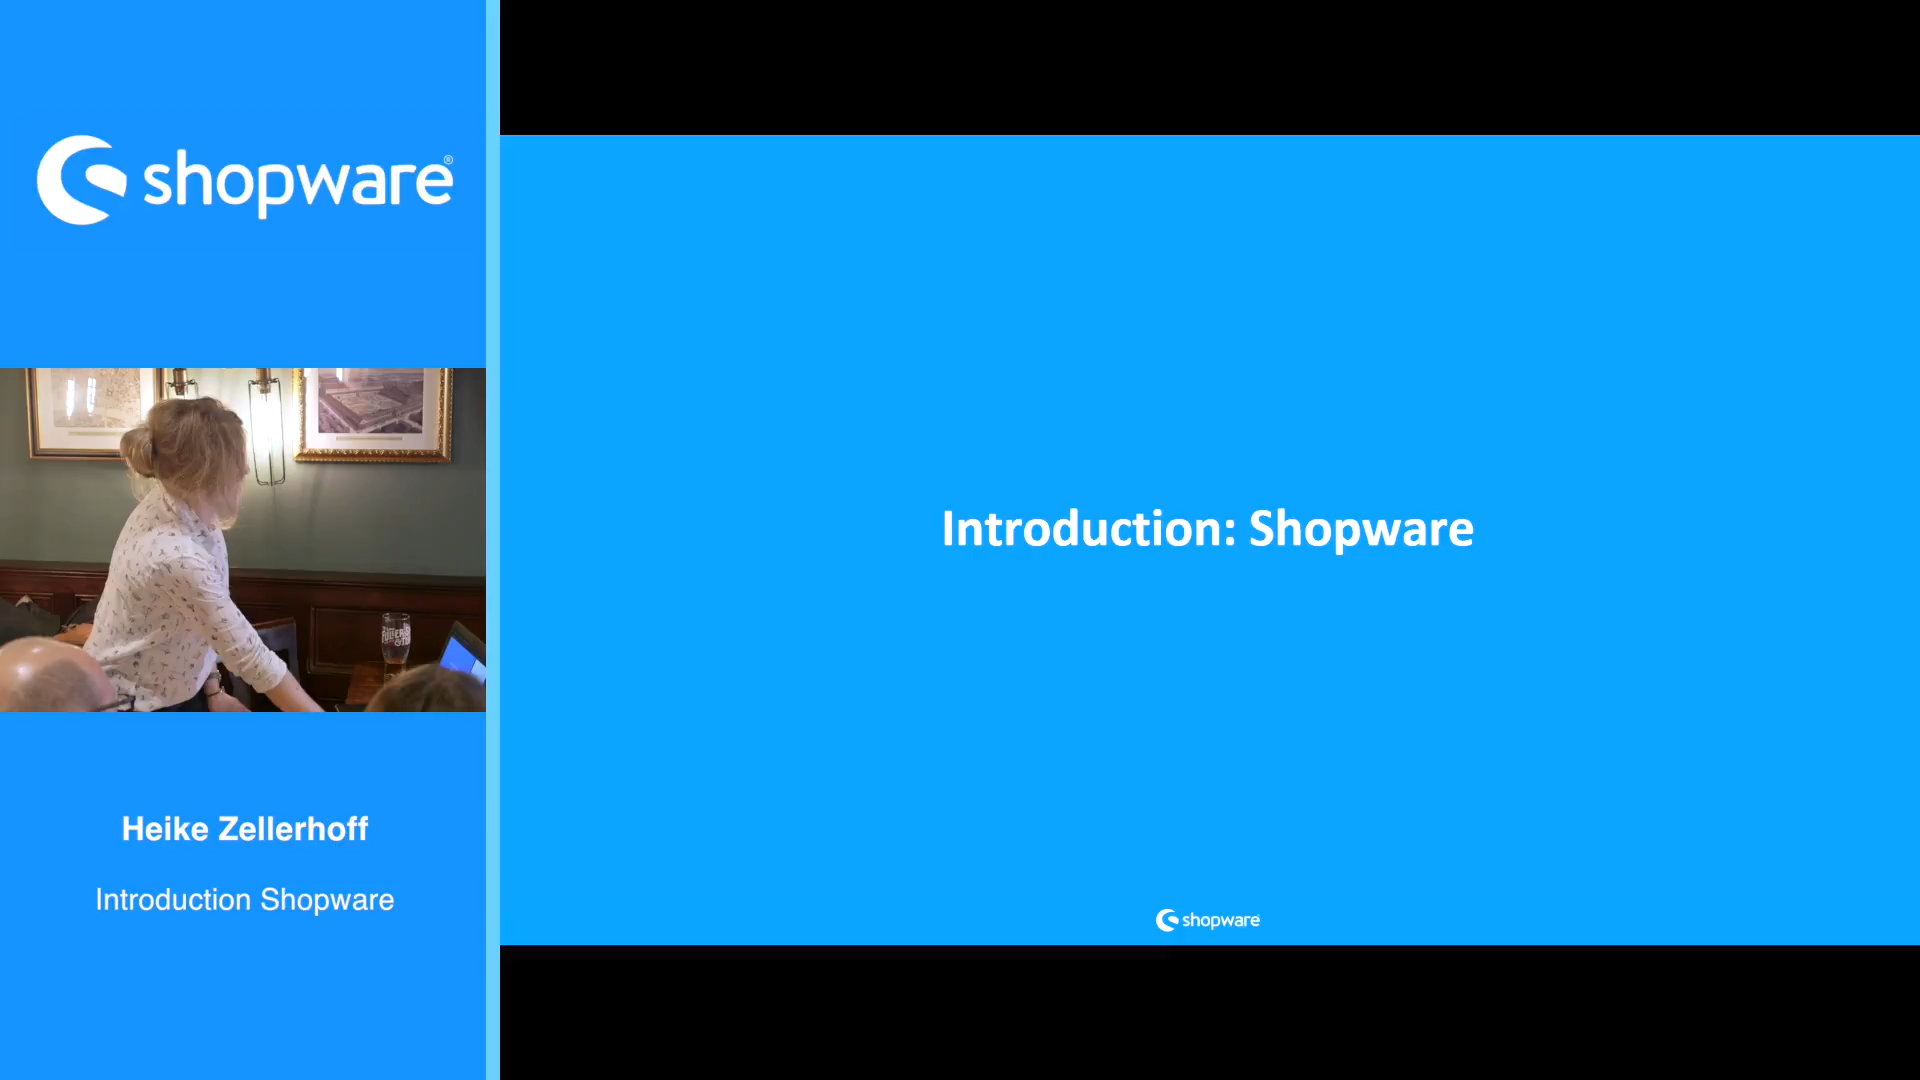 shopware®
Heike Zellerhoff
Introduction Shopware
Introduction: Shopware
shopware